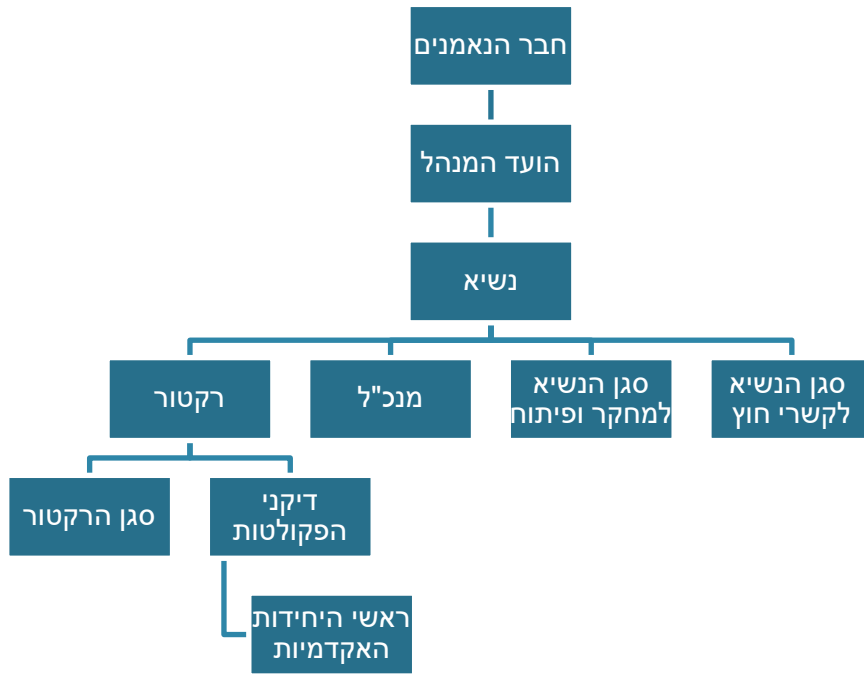 חבר הנאמנים
הועד המנהל
נשיא
סגן הנשיא
לקשרי חוץ
סגן הנשיא
למחקר ופיתוח
מנכ"ל
רקטור
דיקני
הפקולטות
סגן הרקטור
ראשי היחידות
האקדמיות